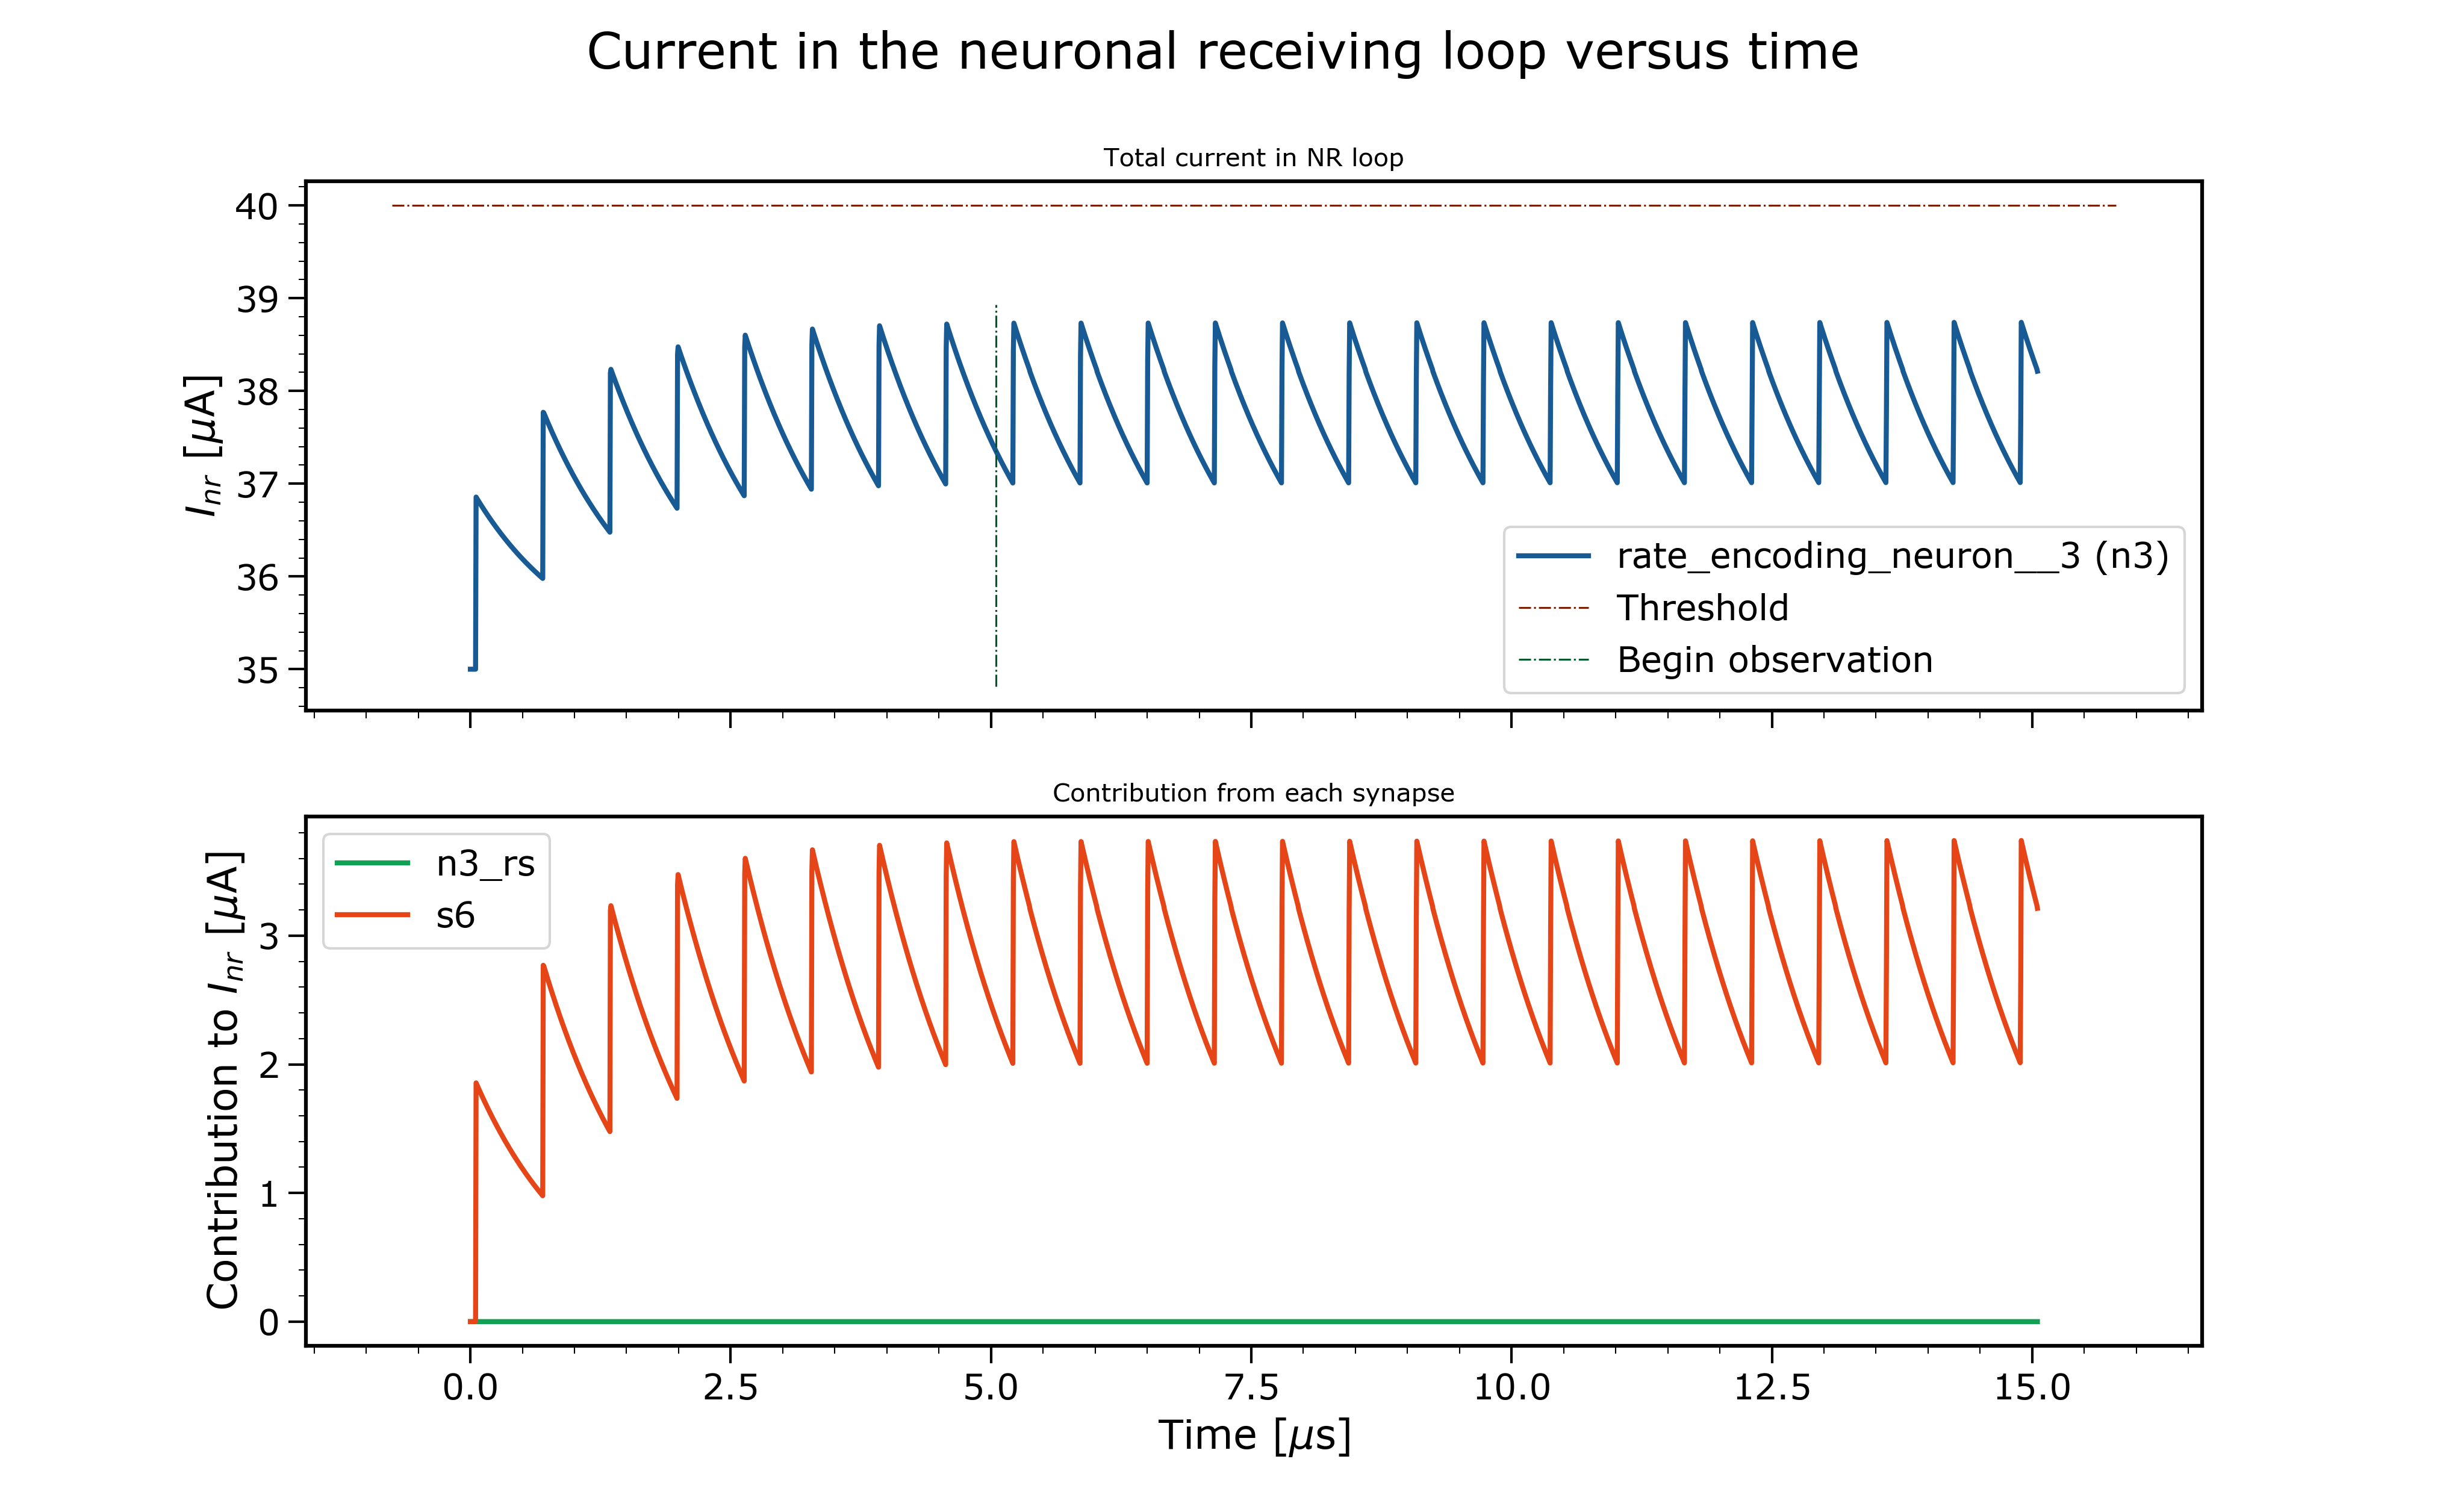 Current in the neuronal receiving loop versus time
Total current in NR loop
I_nr [μA]
40
39
38
37
36
35
rate_encoding_neuron__3 (n3)
Threshold
Begin observation
Contribution from each synapse
Contribution to I_nr [μA]
n3_rs
s6
3
2
1
0
0.0 2.5 5.0 7.5 10.0 12.5 15.0
Time [μs]